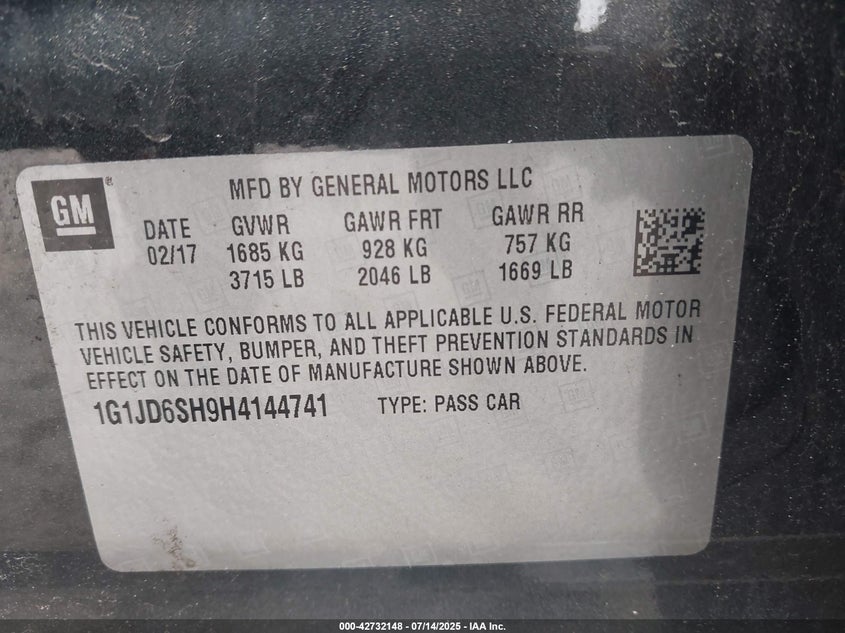 GM®
MFD BY GENERAL MOTORS LLC
DATE GVWR GAWR FRT GAWR RR
02/17 1685 KG 928 KG 757 KG
3715 LB 2046 LB 1669 LB
THIS VEHICLE CONFORMS TO ALL APPLICABLE U.S. FEDERAL MOTOR
VEHICLE SAFETY, BUMPER, AND THEFT PREVENTION STANDARDS IN
EFFECT ON THE DATE OF MANUFACTURE SHOWN ABOVE.
1G1JD6SH9H4144741 TYPE: PASS CAR
000-42732148 - 07/14/2025 - IAA Inc.